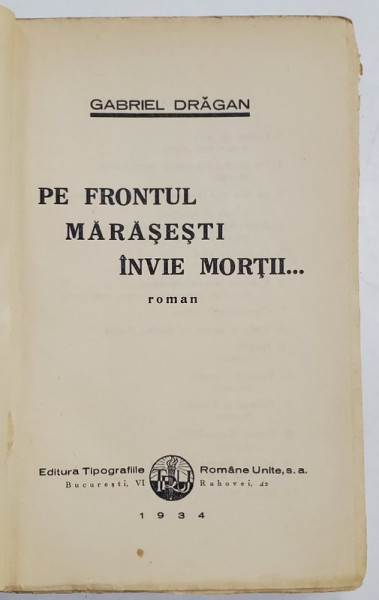 GABRIEL DRĂGAN
PE FRONTUL
MĂRĂŞEŞTI
ÎNVIE MORŢII...
roman
Editura Tipografiile Române Unite, s. a.
Bucureşti, VI Rahovei, 42
1934